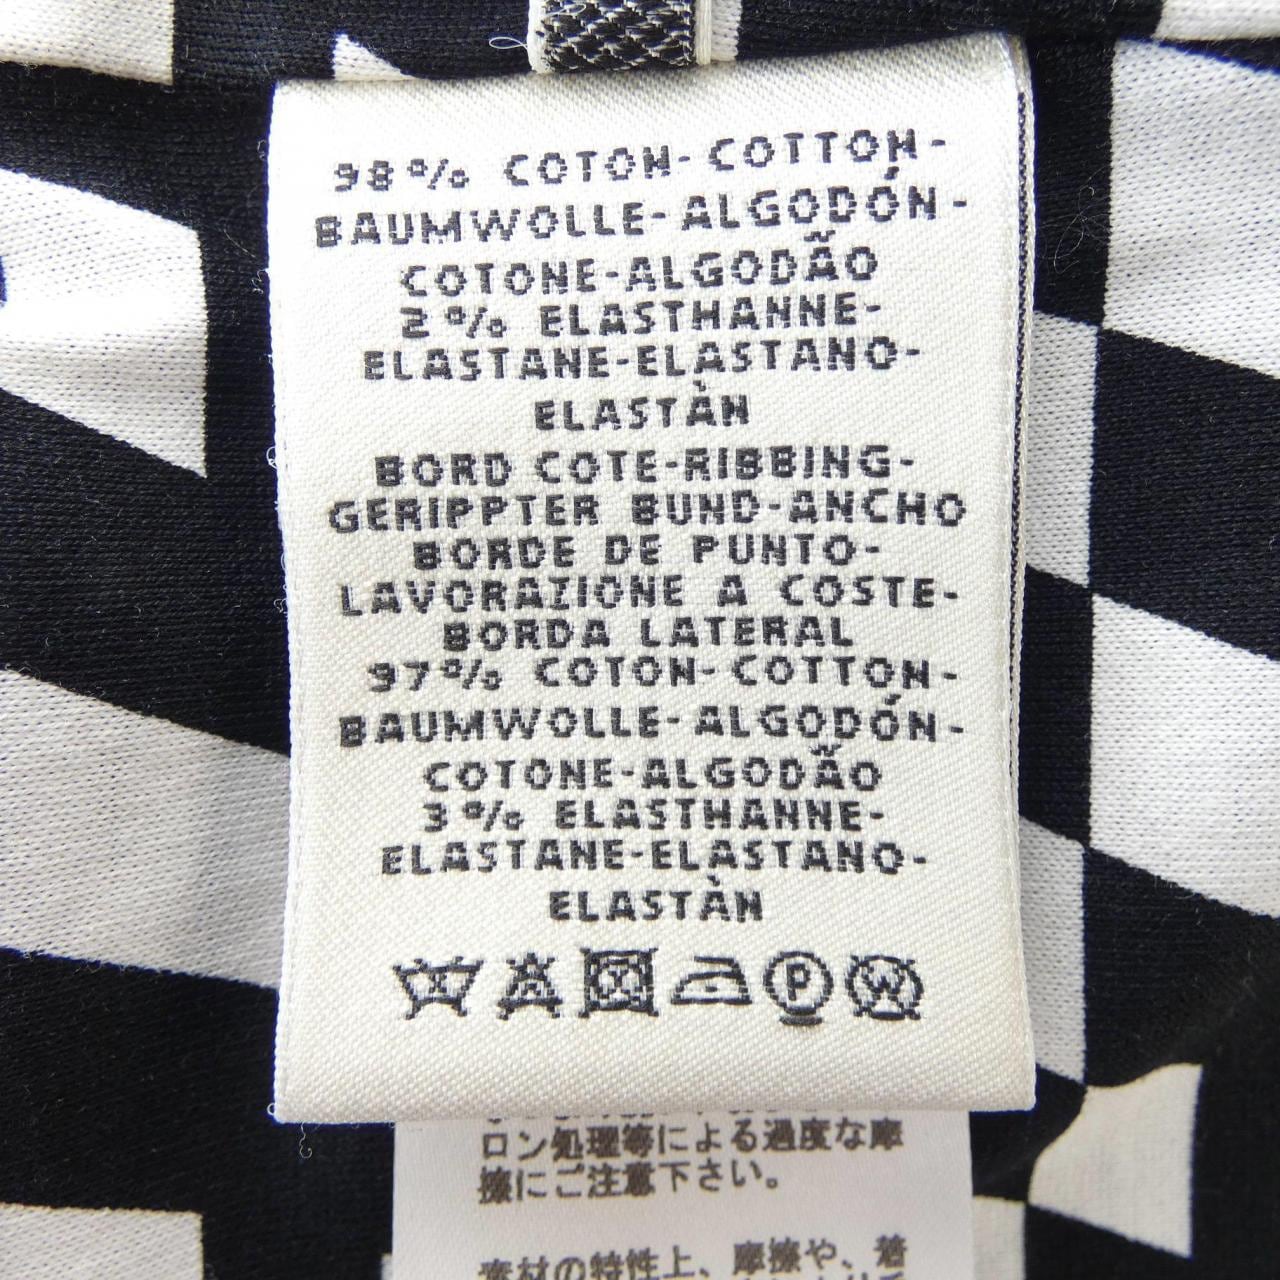 98% COTON-COTTON-
BAUMWOLLE-ALGODÓN-
COTONE-ALGODÃO
2% ELASTHANNE-
ELASTANE-ELASTANO-
ELASTÀN
BORD COTE-RIBBING-
GERIPPTER BUND-ANCHO
BORDE DE PUNTO-
LAVORAZIONE A COSTE-
BORDA LATERAL
97% COTON-COTTON-
BAUMWOLLE-ALGODÓN-
COTONE-ALGODÃO
3% ELASTHANNE-
ELASTANE-ELASTANO-
ELASTÀN
P W
ロン処理等による過度な摩
擦にご注意下さい。
素材の特性上、摩擦や、着